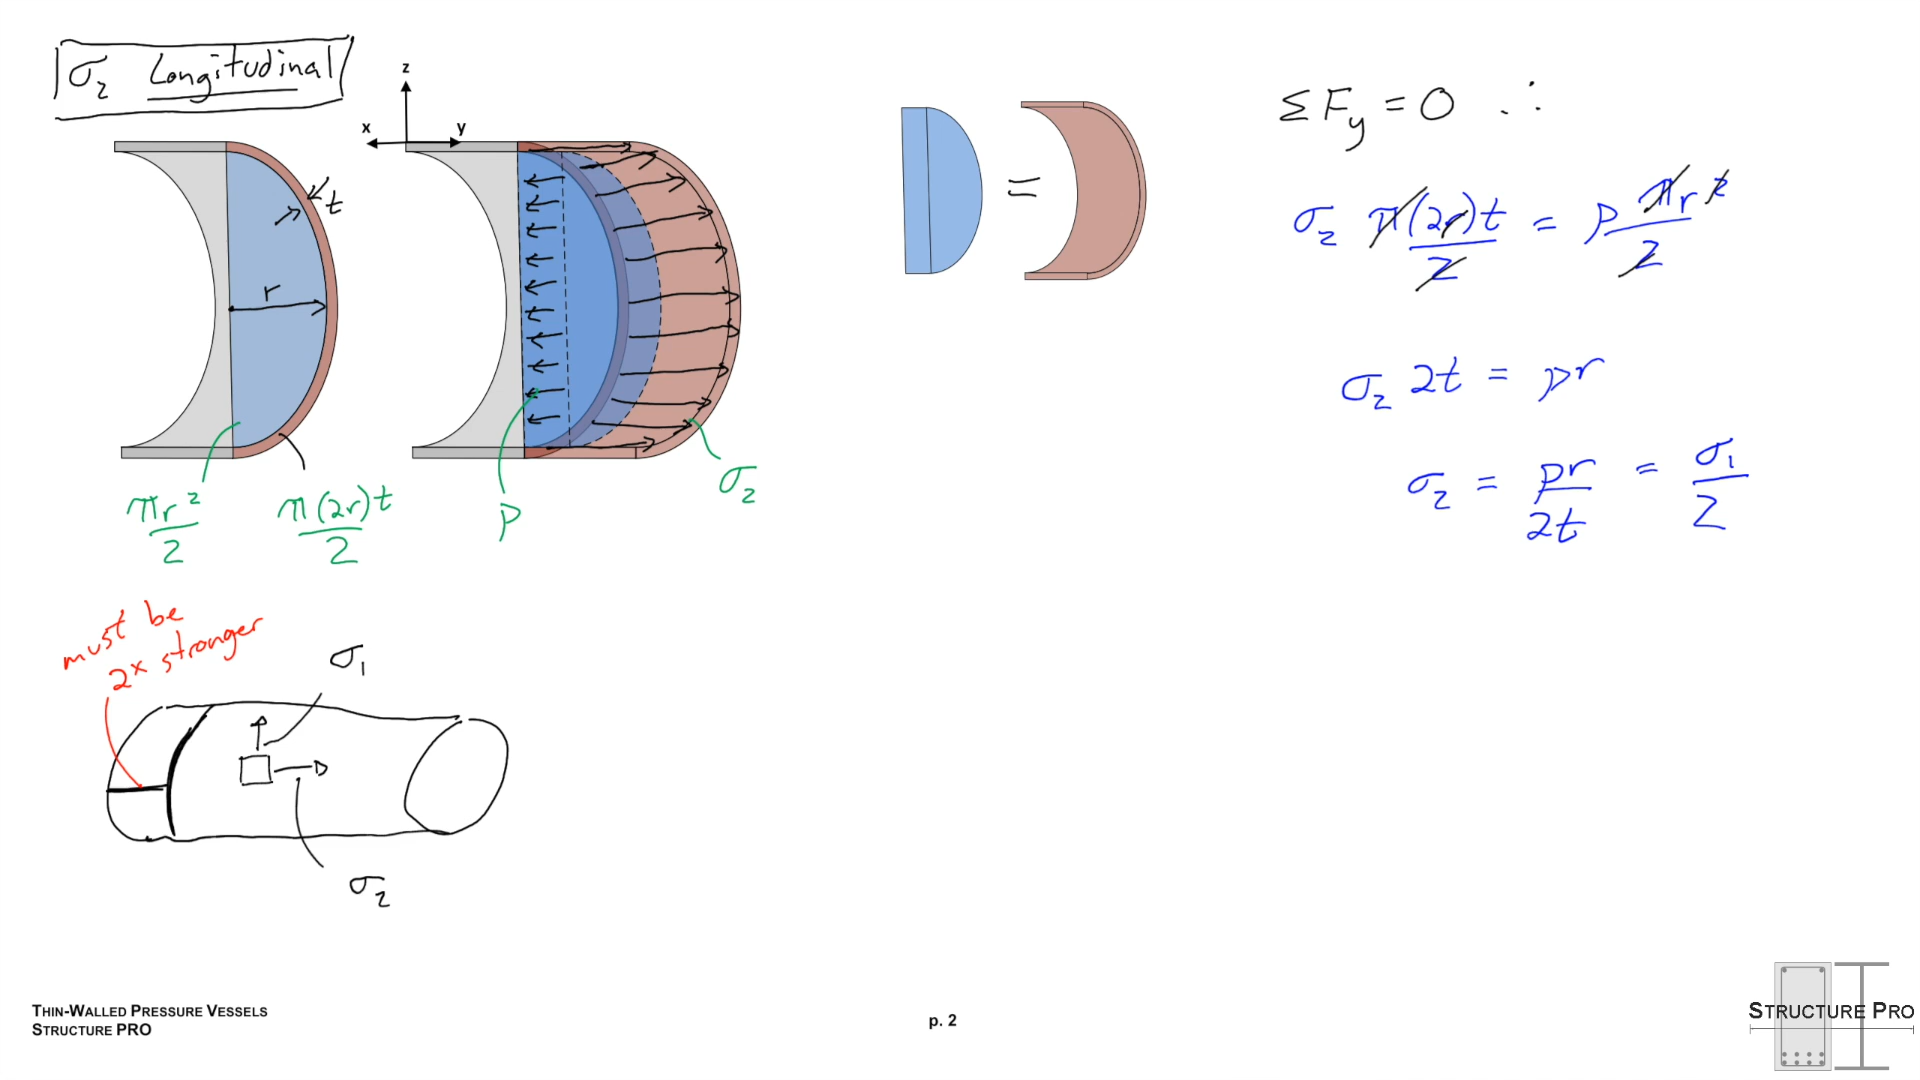 σ₂ Longitudinal
z
x
y
t
r
πr²/2
π(2r)t/2
p
σ₂
ΣFy = 0 ∴
=
σ₂ π(2r)t/2 = p πr²/2
σ₂ 2t = pr
σ₂ = pr/2t = σ₁/2
must be
2x stronger
σ₁
σ₂
THIN-WALLED PRESSURE VESSELS
STRUCTURE PRO
p. 2
STRUCTURE PRO